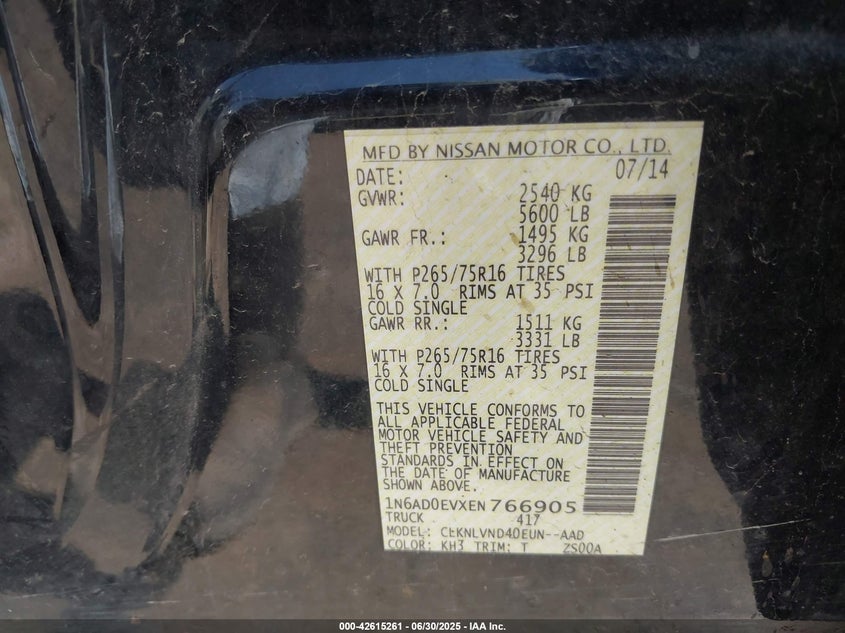 MFD BY NISSAN MOTOR CO., LTD.
DATE: 07/14
GVWR: 2540 KG
5600 LB
GAWR FR.: 1495 KG
3296 LB
WITH P265/75R16 TIRES
16 X 7.0 RIMS AT 35 PSI
COLD SINGLE
GAWR RR.: 1511 KG
3331 LB
WITH P265/75R16 TIRES
16 X 7.0 RIMS AT 35 PSI
COLD SINGLE
THIS VEHICLE CONFORMS TO
ALL APPLICABLE FEDERAL
MOTOR VEHICLE SAFETY AND
THEFT PREVENTION
STANDARDS IN EFFECT ON
THE DATE OF MANUFACTURE
SHOWN ABOVE.
1N6AD0EVXEN766905
TRUCK 417
MODEL: CLKNLVND40EUN--AAD
COLOR: KH3 TRIM: T ZS00A
000-42615261 - 06/30/2025 - IAA Inc.